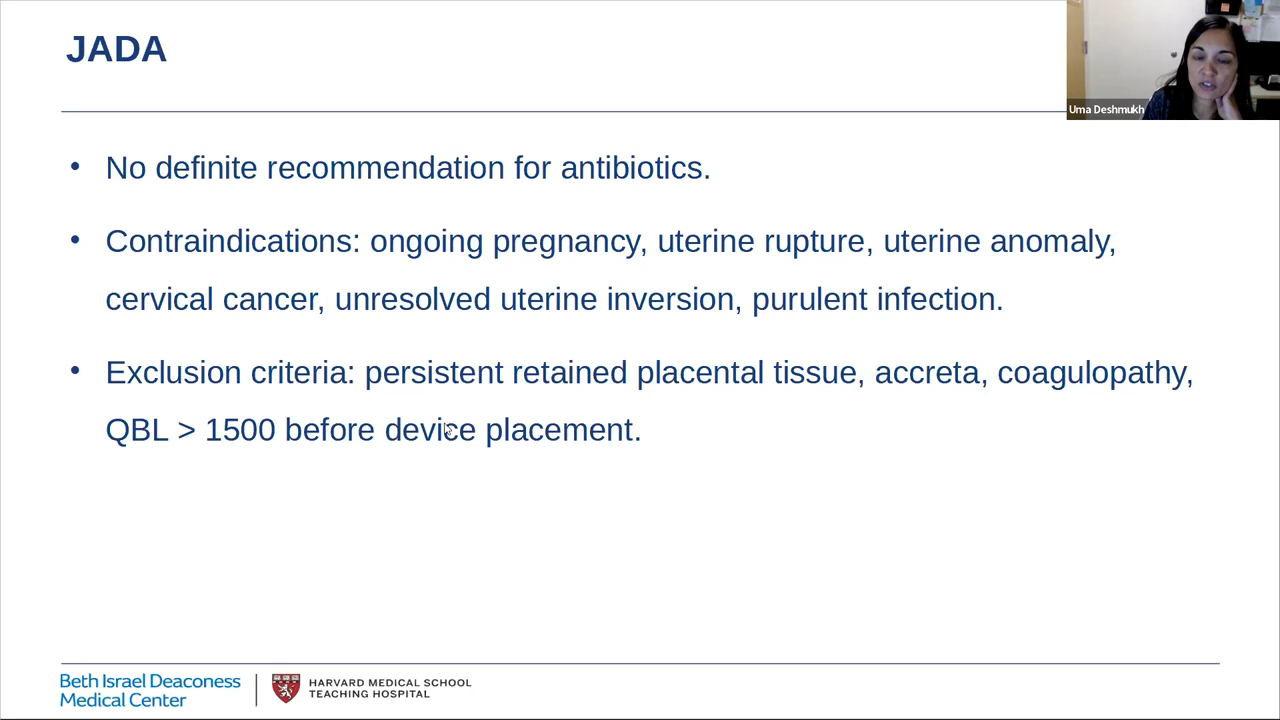 JADA
Uma Deshmukh
• No definite recommendation for antibiotics.
• Contraindications: ongoing pregnancy, uterine rupture, uterine anomaly,
cervical cancer, unresolved uterine inversion, purulent infection.
• Exclusion criteria: persistent retained placental tissue, accreta, coagulopathy,
QBL > 1500 before device placement.
Beth Israel Deaconess
Medical Center
HARVARD MEDICAL SCHOOL
TEACHING HOSPITAL